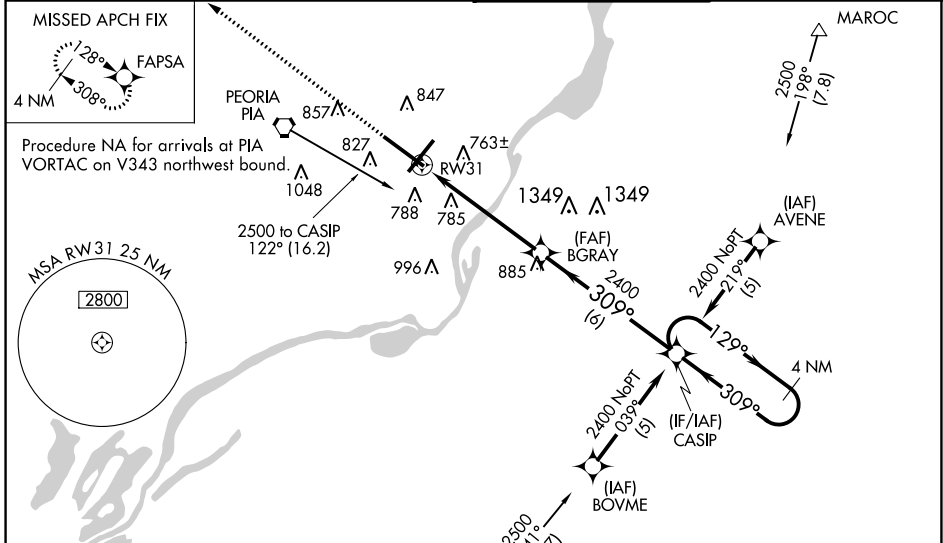 MISSED APCH FIX
128°
FAPSA
4 NM
308°
Procedure NA for arrivals at PIA
VORTAC on V343 northwest bound.
PEORIA
PIA
857
847
827
763±
RW31
1048
788
785
2500 to CASIP
122° (16.2)
996
MAROC
2500
198°
(7.8)
1349
1349
(IAF)
AVENE
(FAF)
BGRAY
885
2400 NoPT
219°
(5)
2400
309°
(6)
129°
4 NM
309°
2400 NoPT
039°
(5)
(IF/IAF)
CASIP
(IAF)
BOVME
2500
MSA RW31 25 NM
2800